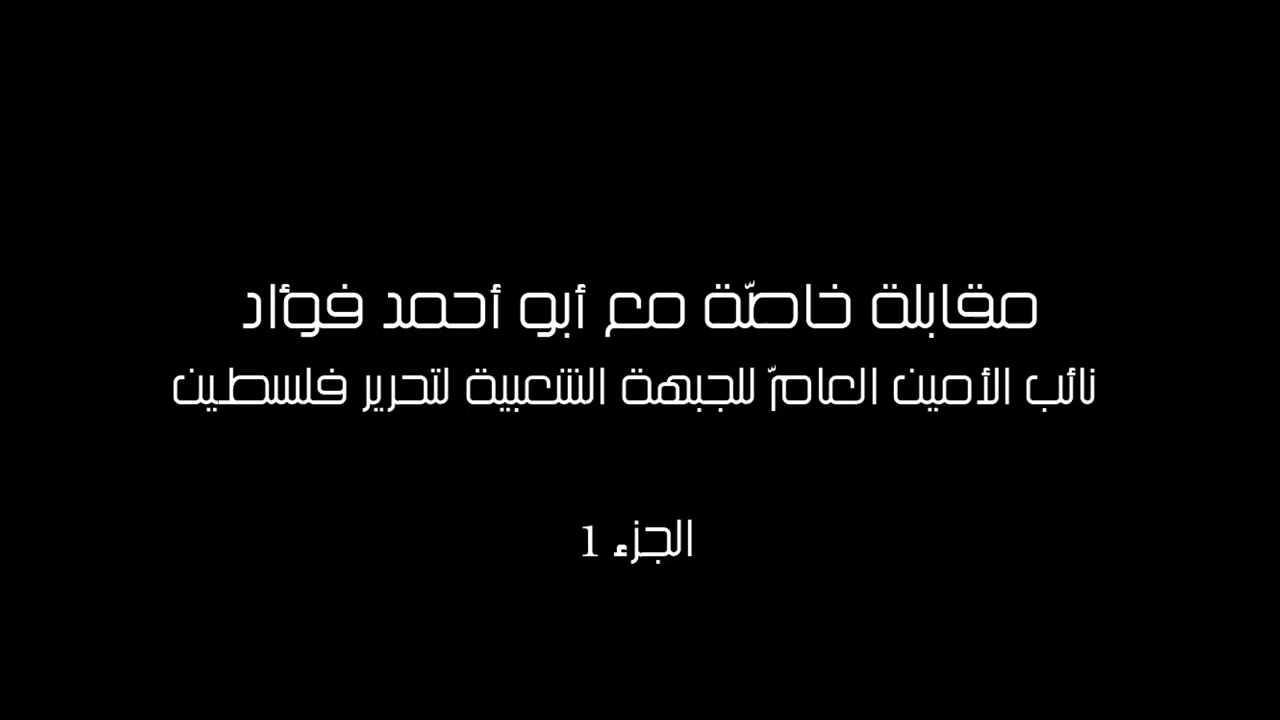 مقابلة خاصّة مع أبو أحمد فؤاد
نائب الأمين العامّ للجبهة الشعبية لتحرير فلسطين
الجزء 1